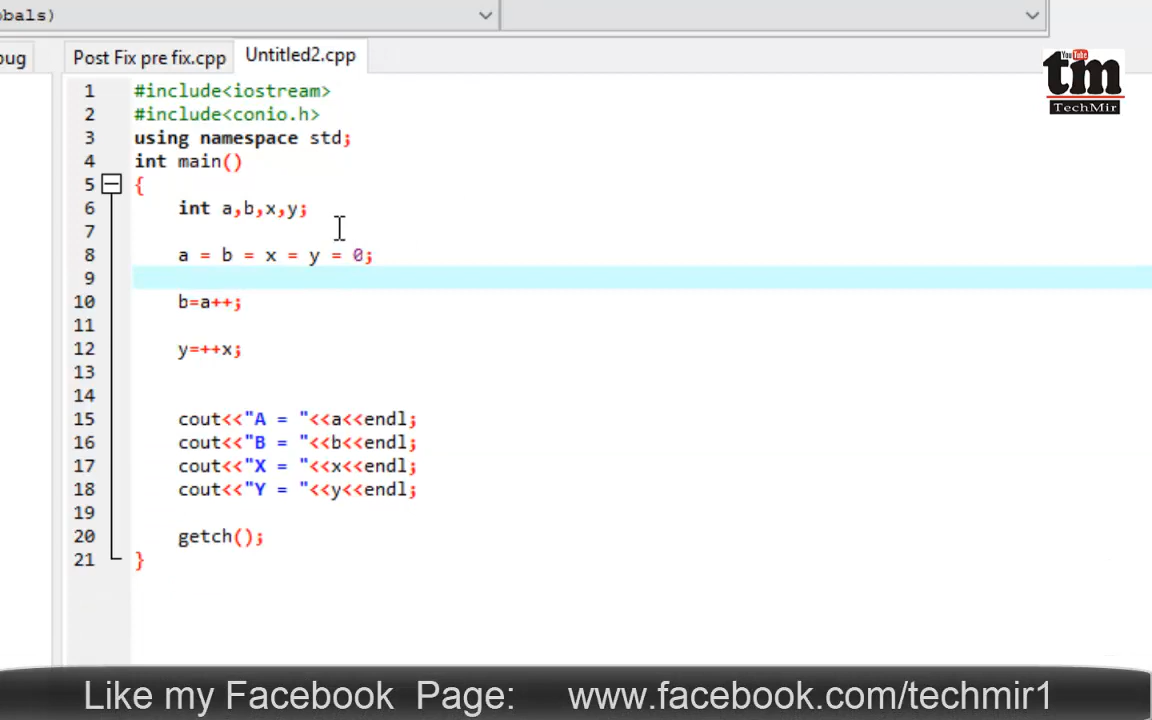 obals)
bug
Post Fix pre fix.cpp
Untitled2.cpp
You Tube
tm
TechMir
1 #include<iostream>
2 #include<conio.h>
3 using namespace std;
4 int main()
5 {
6 int a,b,x,y;
7
8 a = b = x = y = 0;
9
10 b=a++;
11
12 y=++x;
13
14
15 cout<<"A = "<<a<<endl;
16 cout<<"B = "<<b<<endl;
17 cout<<"X = "<<x<<endl;
18 cout<<"Y = "<<y<<endl;
19
20 getch();
21 }
Like my Facebook Page: www.facebook.com/techmir1